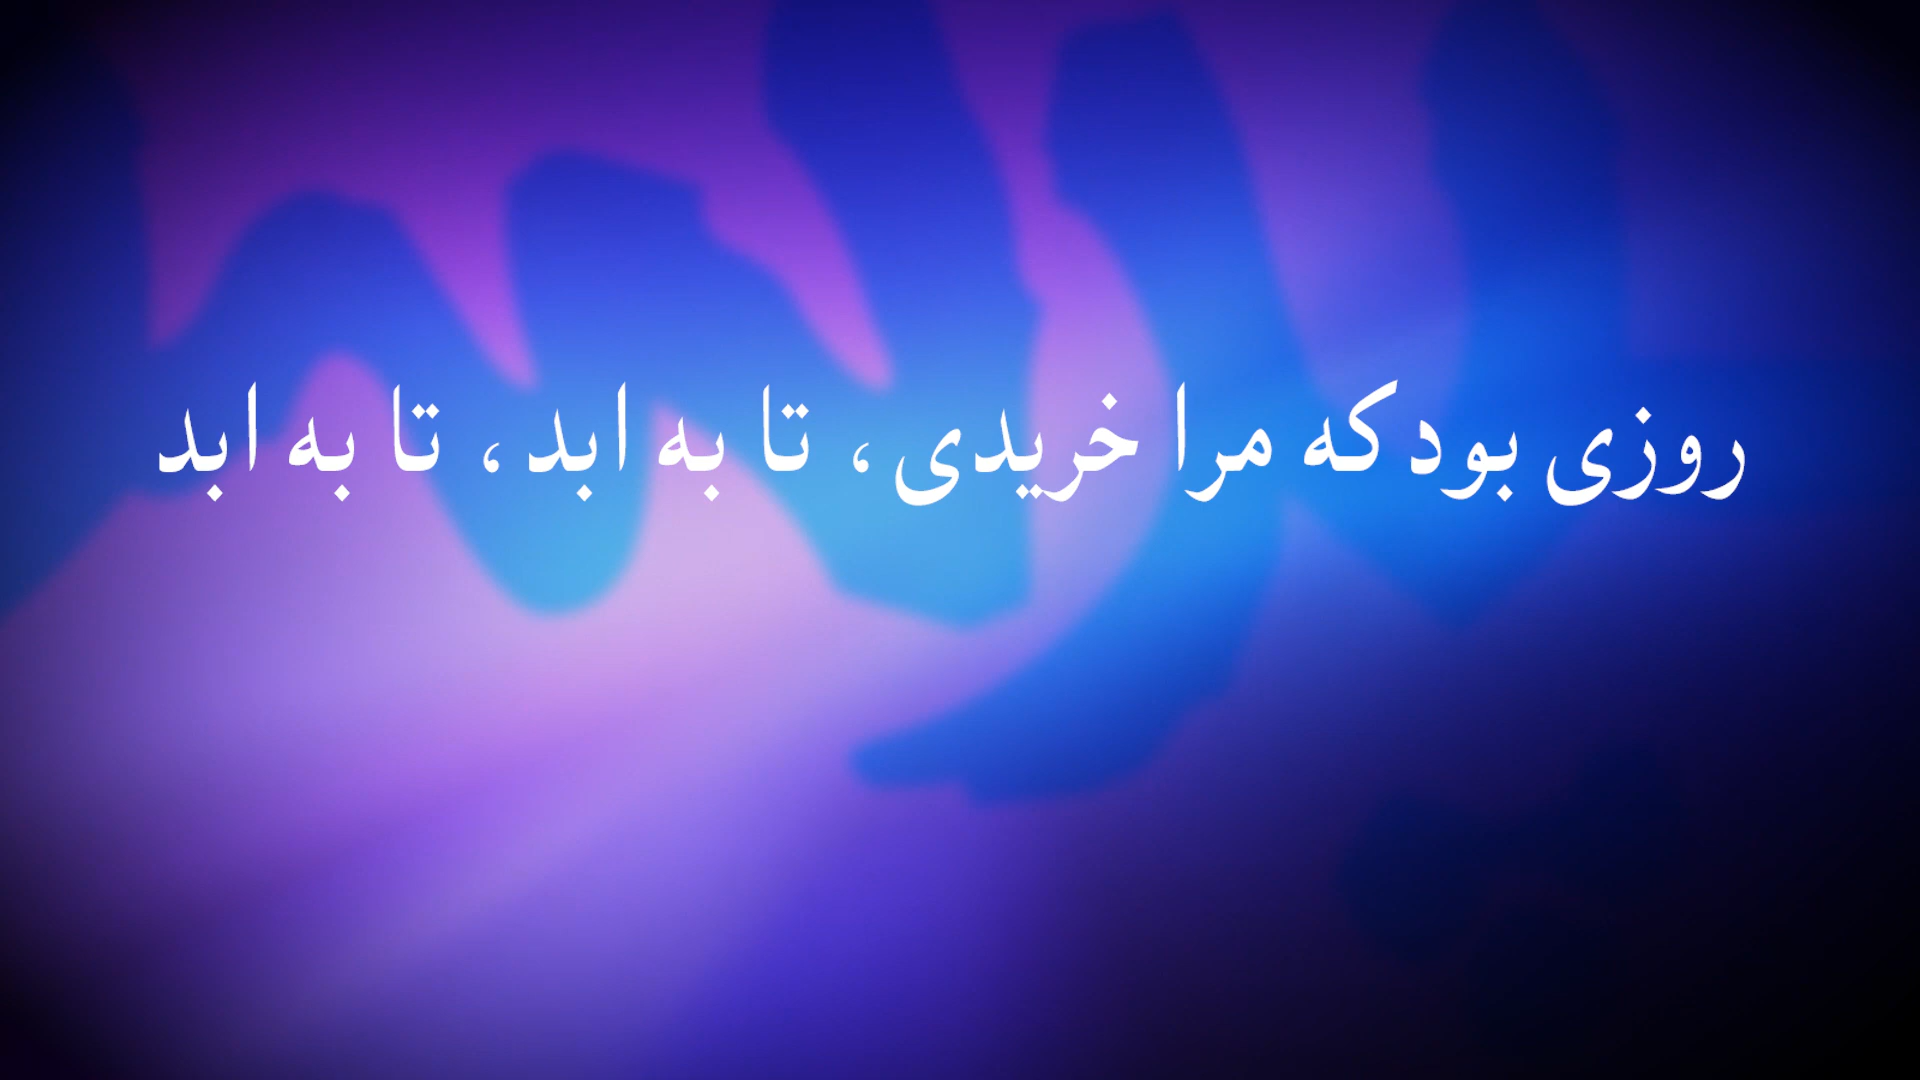 روزی بود که مرا خریدی، تا به ابد، تا به ابد